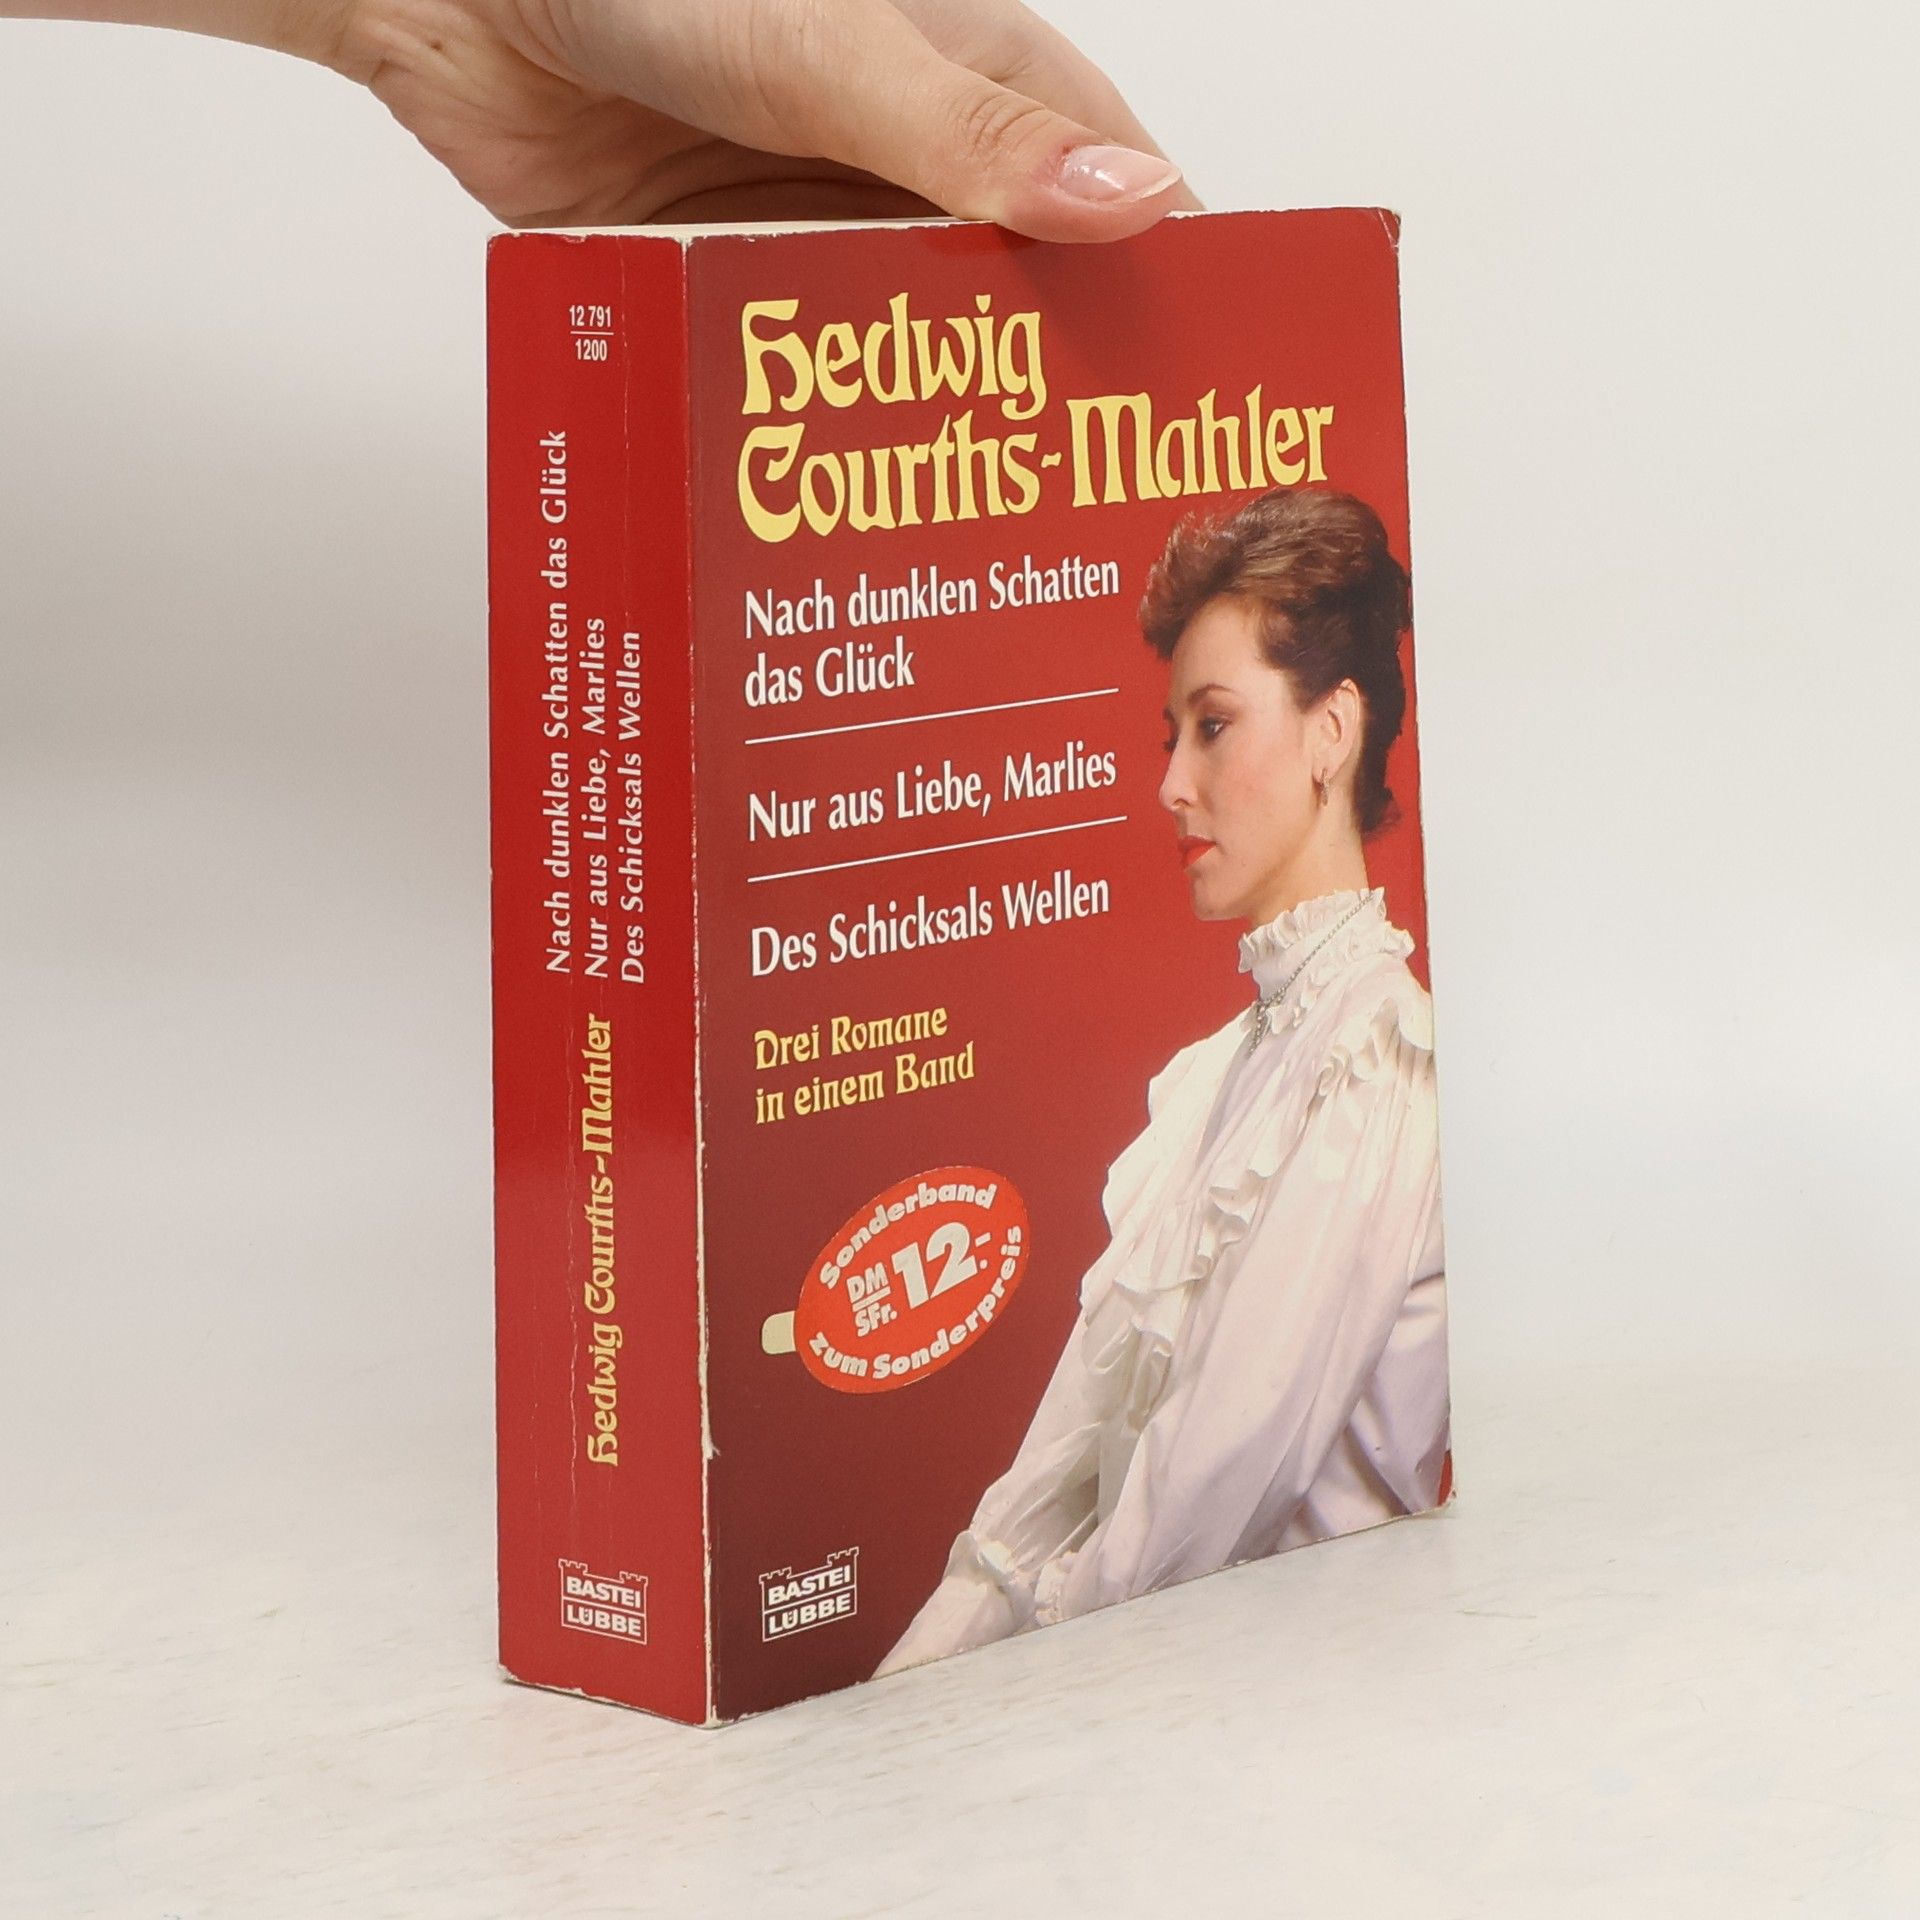 12 791
1200
Nach dunklen Schatten das Glück
Nur aus Liebe, Marlies
Des Schicksals Wellen
Hedwig Courths-Mahler
BASTEI
LÜBBE
Hedwig
Courths-Mahler
Nach dunklen Schatten
das Glück
Nur aus Liebe, Marlies
Des Schicksals Wellen
Drei Romane
in einem Band
Sonderband
DM
SFr.
12.-
zum Sonderpreis
BASTEI
LÜBBE